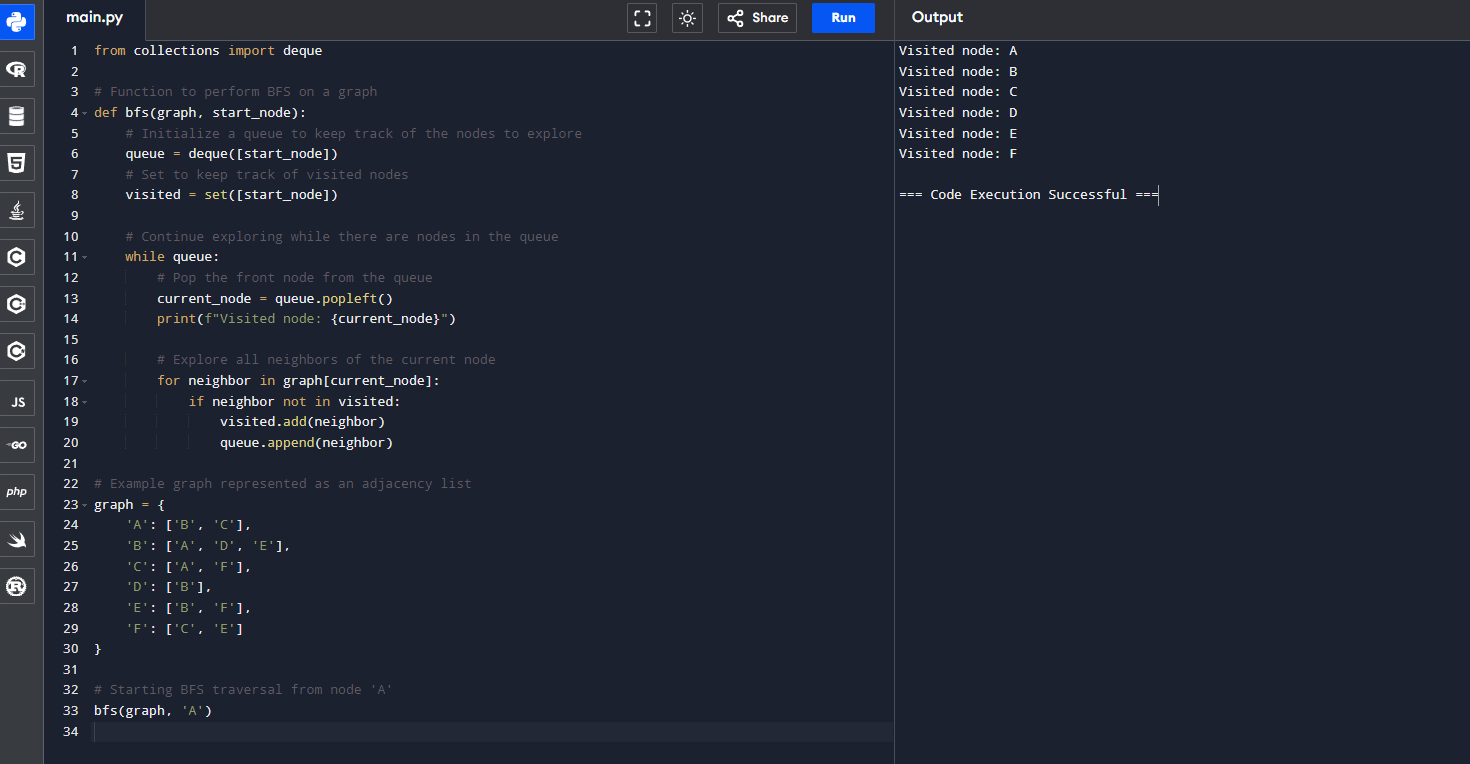 main.py
Share
Run
Output
1 from collections import deque
2
3 # Function to perform BFS on a graph
4 def bfs(graph, start_node):
5     # Initialize a queue to keep track of the nodes to explore
6     queue = deque([start_node])
7     # Set to keep track of visited nodes
8     visited = set([start_node])
9
10     # Continue exploring while there are nodes in the queue
11     while queue:
12         # Pop the front node from the queue
13         current_node = queue.popleft()
14         print(f"Visited node: {current_node}")
15
16         # Explore all neighbors of the current node
17         for neighbor in graph[current_node]:
18             if neighbor not in visited:
19                 visited.add(neighbor)
20                 queue.append(neighbor)
21
22 # Example graph represented as an adjacency list
23 graph = {
24     'A': ['B', 'C'],
25     'B': ['A', 'D', 'E'],
26     'C': ['A', 'F'],
27     'D': ['B'],
28     'E': ['B', 'F'],
29     'F': ['C', 'E']
30 }
31
32 # Starting BFS traversal from node 'A'
33 bfs(graph, 'A')
34
Visited node: A
Visited node: B
Visited node: C
Visited node: D
Visited node: E
Visited node: F
=== Code Execution Successful ===
R
5
C
C
C
JS
GO
php
R